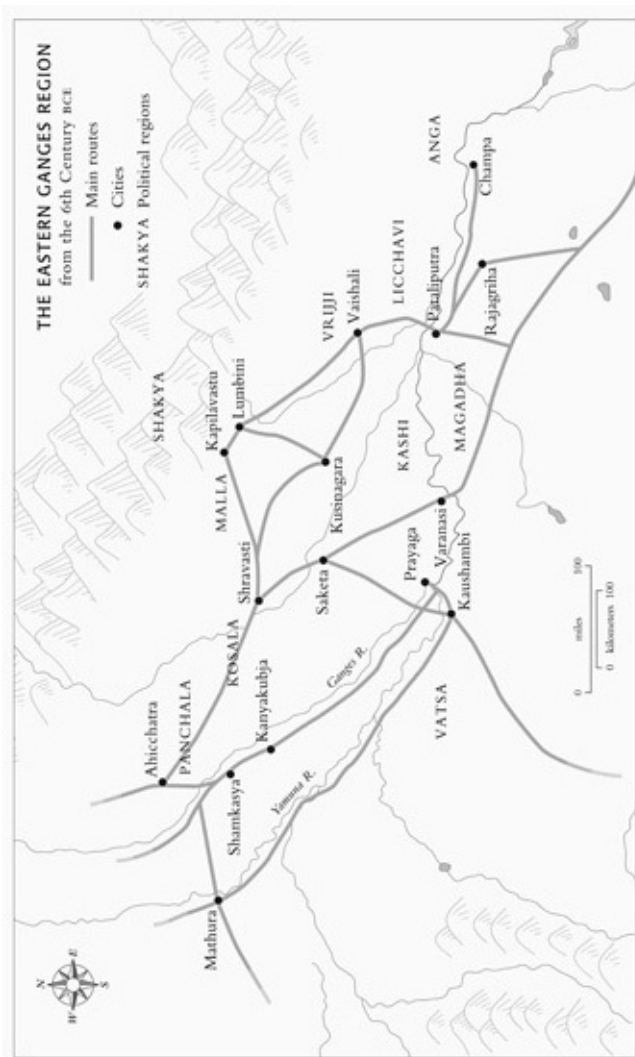 THE EASTERN GANGES REGION
from the 6th Century BCE
Main routes
Cities
SHAKYA Political regions
N
E
S
W
SHAKYA
Ahicchatra
PANCHALA
Mathura
Shamkasya
Kanyakubja
KOSALA
Shravasti
MALLA
Kapilavastu
Lumbini
Kusinagara
Saketa
VRIJJI
Vaishali
LICCHAVI
Ganges R.
Yamuna R.
Prayaga
Varanasi
Kaushambi
VATSA
KASHI
MAGADHA
Pataliputra
Rajagriha
ANGA
Champa
0 miles 100
0 kilometers 100